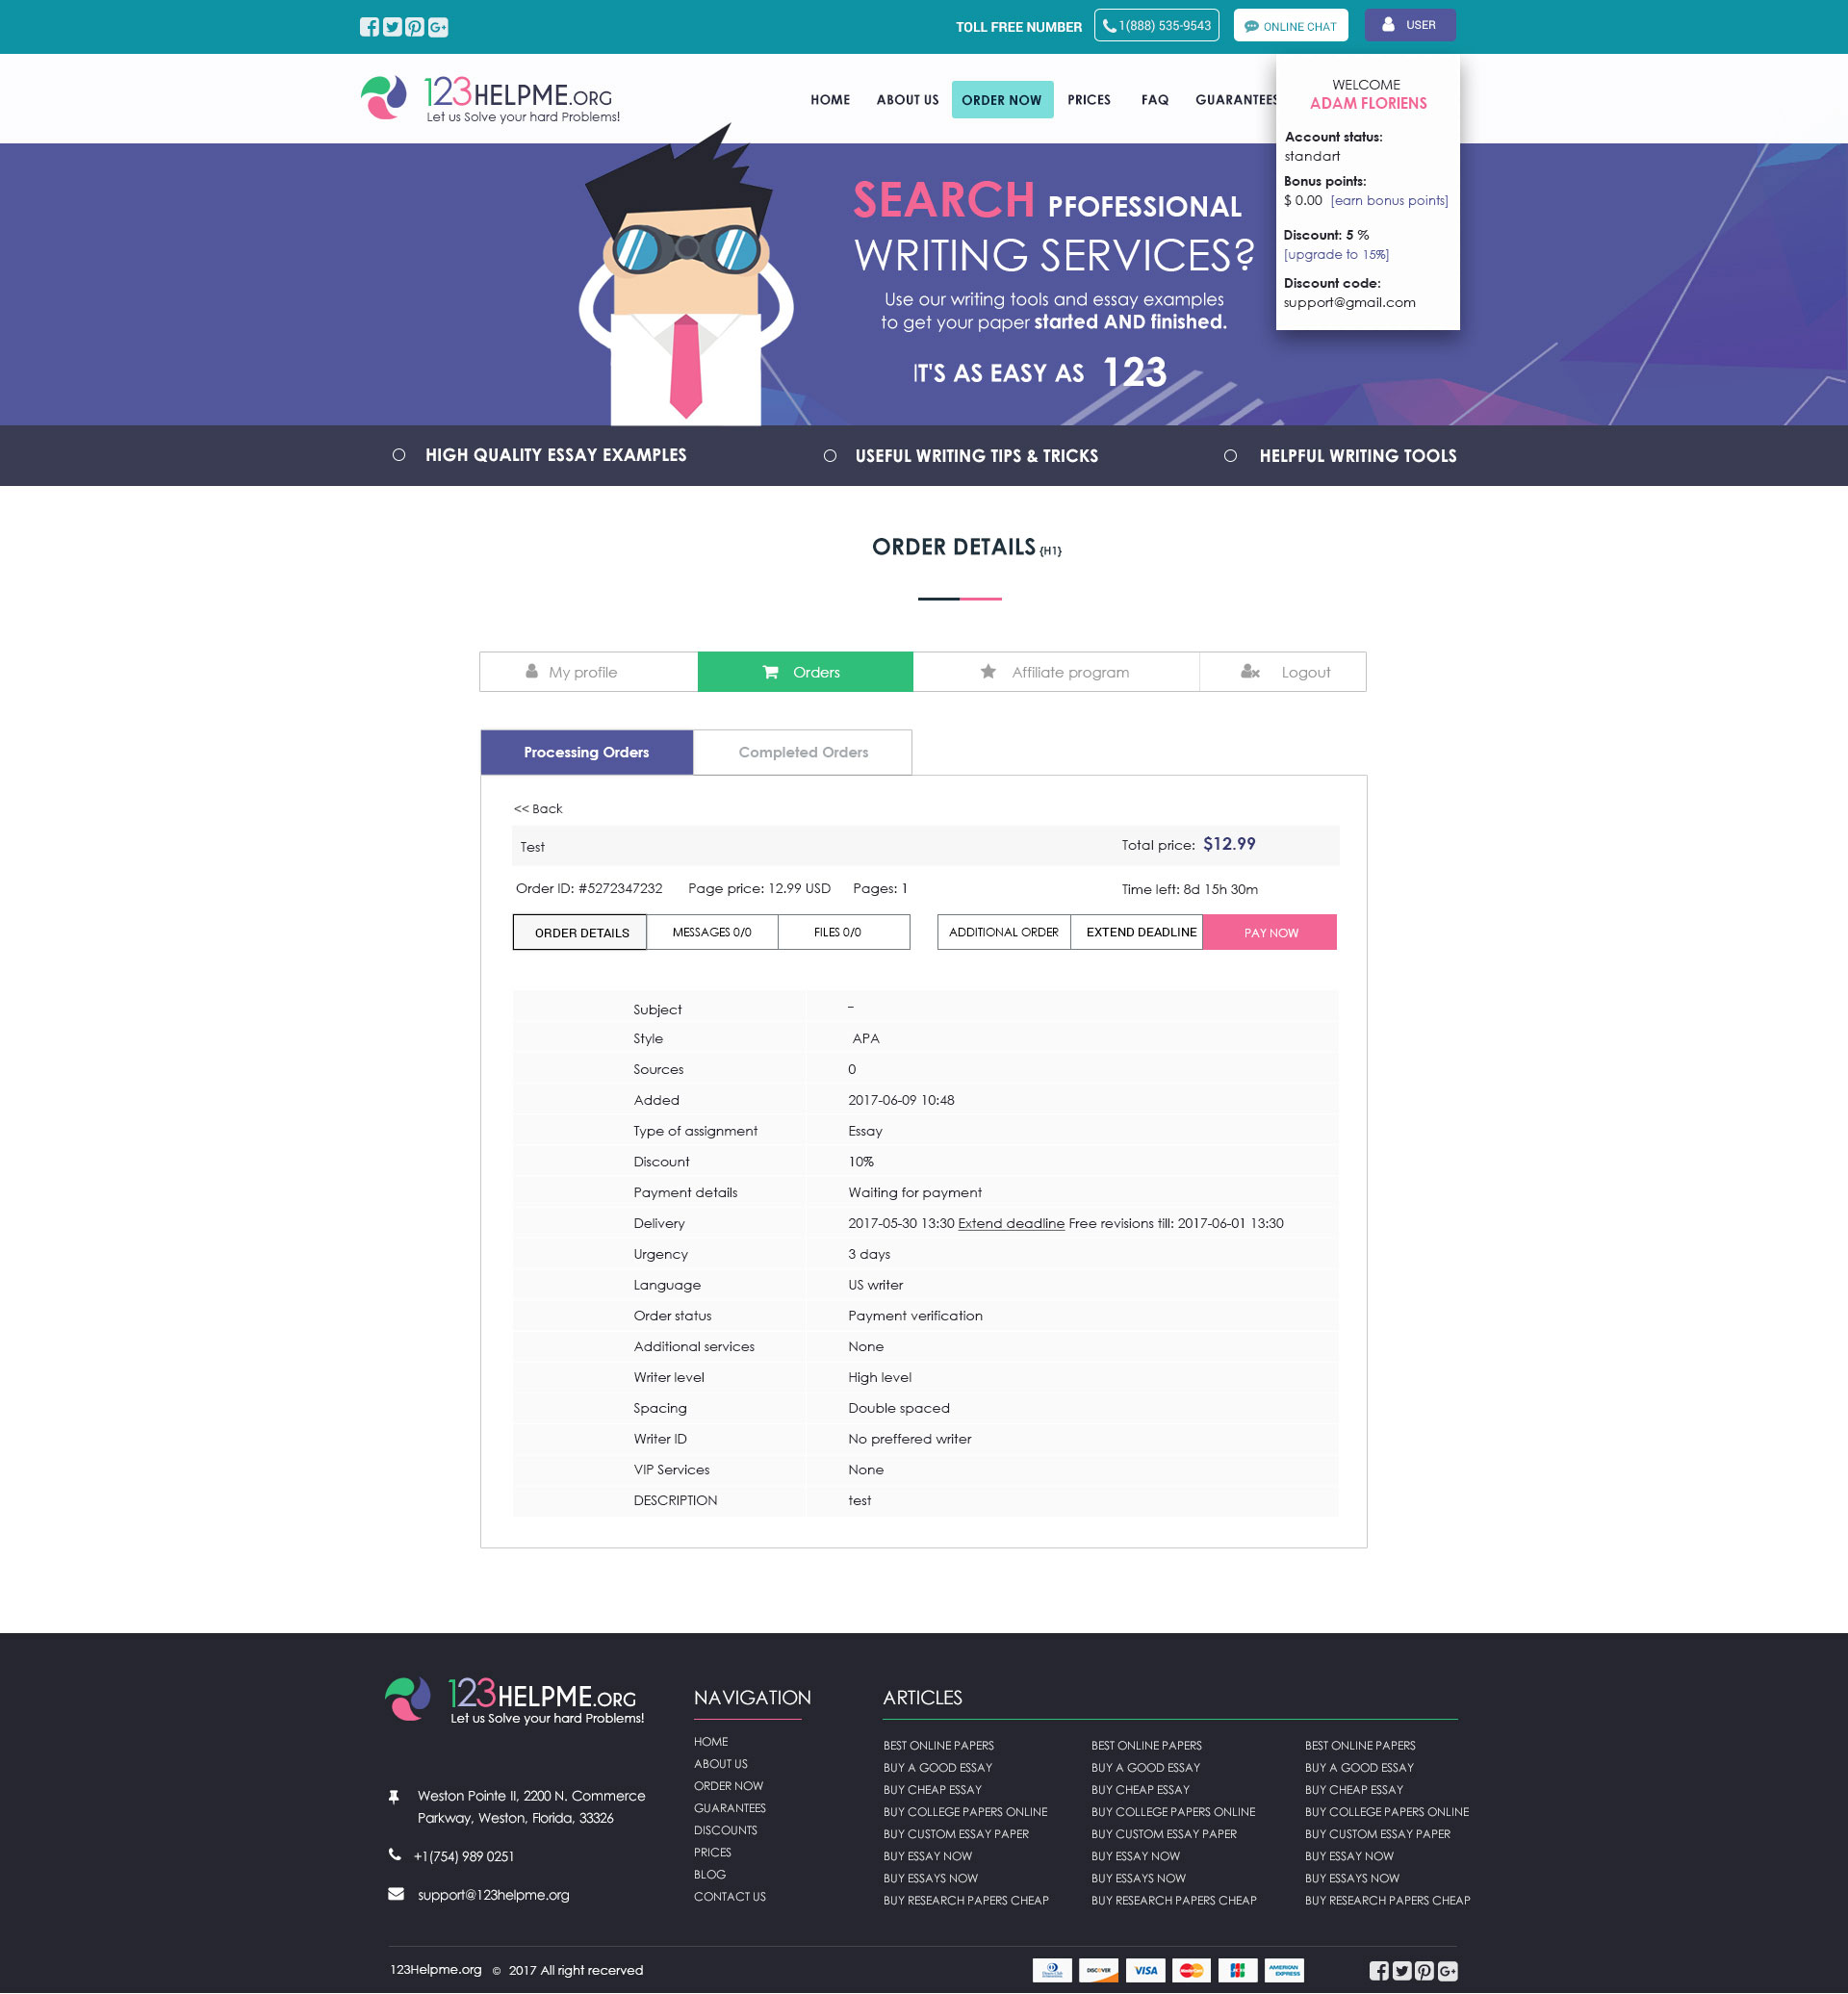 TOLL FREE NUMBER 1(888) 535-9543 ONLINE CHAT USER
123HELPME.ORG
Let us Solve your hard Problems!
HOME ABOUT US ORDER NOW PRICES FAQ GUARANTEES
WELCOME
ADAM FLORIENS
Account status:
standart
Bonus points:
$ 0.00 [earn bonus points]
Discount: 5 %
[upgrade to 15%]
Discount code:
support@gmail.com
SEARCH PFOFESSIONAL
WRITING SERVICES?
Use our writing tools and essay examples
to get your paper started AND finished.
IT'S AS EASY AS 123
HIGH QUALITY ESSAY EXAMPLES USEFUL WRITING TIPS & TRICKS HELPFUL WRITING TOOLS
ORDER DETAILS {H1}
My profile Orders Affiliate program Logout
Processing Orders Completed Orders
<< Back
Test Total price: $12.99
Order ID: #5272347232 Page price: 12.99 USD Pages: 1 Time left: 8d 15h 30m
ORDER DETAILS MESSAGES 0/0 FILES 0/0 ADDITIONAL ORDER EXTEND DEADLINE PAY NOW
Subject -
Style APA
Sources 0
Added 2017-06-09 10:48
Type of assignment Essay
Discount 10%
Payment details Waiting for payment
Delivery 2017-05-30 13:30 Extend deadline Free revisions till: 2017-06-01 13:30
Urgency 3 days
Language US writer
Order status Payment verification
Additional services None
Writer level High level
Spacing Double spaced
Writer ID No preffered writer
VIP Services None
DESCRIPTION test
123HELPME.ORG
Let us Solve your hard Problems!
Weston Pointe II, 2200 N. Commerce
Parkway, Weston, Florida, 33326
+1(754) 989 0251
support@123helpme.org
NAVIGATION
HOME
ABOUT US
ORDER NOW
GUARANTEES
DISCOUNTS
PRICES
BLOG
CONTACT US
ARTICLES
BEST ONLINE PAPERS
BUY A GOOD ESSAY
BUY CHEAP ESSAY
BUY COLLEGE PAPERS ONLINE
BUY CUSTOM ESSAY PAPER
BUY ESSAY NOW
BUY ESSAYS NOW
BUY RESEARCH PAPERS CHEAP
BEST ONLINE PAPERS
BUY A GOOD ESSAY
BUY CHEAP ESSAY
BUY COLLEGE PAPERS ONLINE
BUY CUSTOM ESSAY PAPER
BUY ESSAY NOW
BUY ESSAYS NOW
BUY RESEARCH PAPERS CHEAP
BEST ONLINE PAPERS
BUY A GOOD ESSAY
BUY CHEAP ESSAY
BUY COLLEGE PAPERS ONLINE
BUY CUSTOM ESSAY PAPER
BUY ESSAY NOW
BUY ESSAYS NOW
BUY RESEARCH PAPERS CHEAP
123Helpme.org © 2017 All right recerved
DISCOVER VISA MasterCard JCB AMERICAN EXPRESS